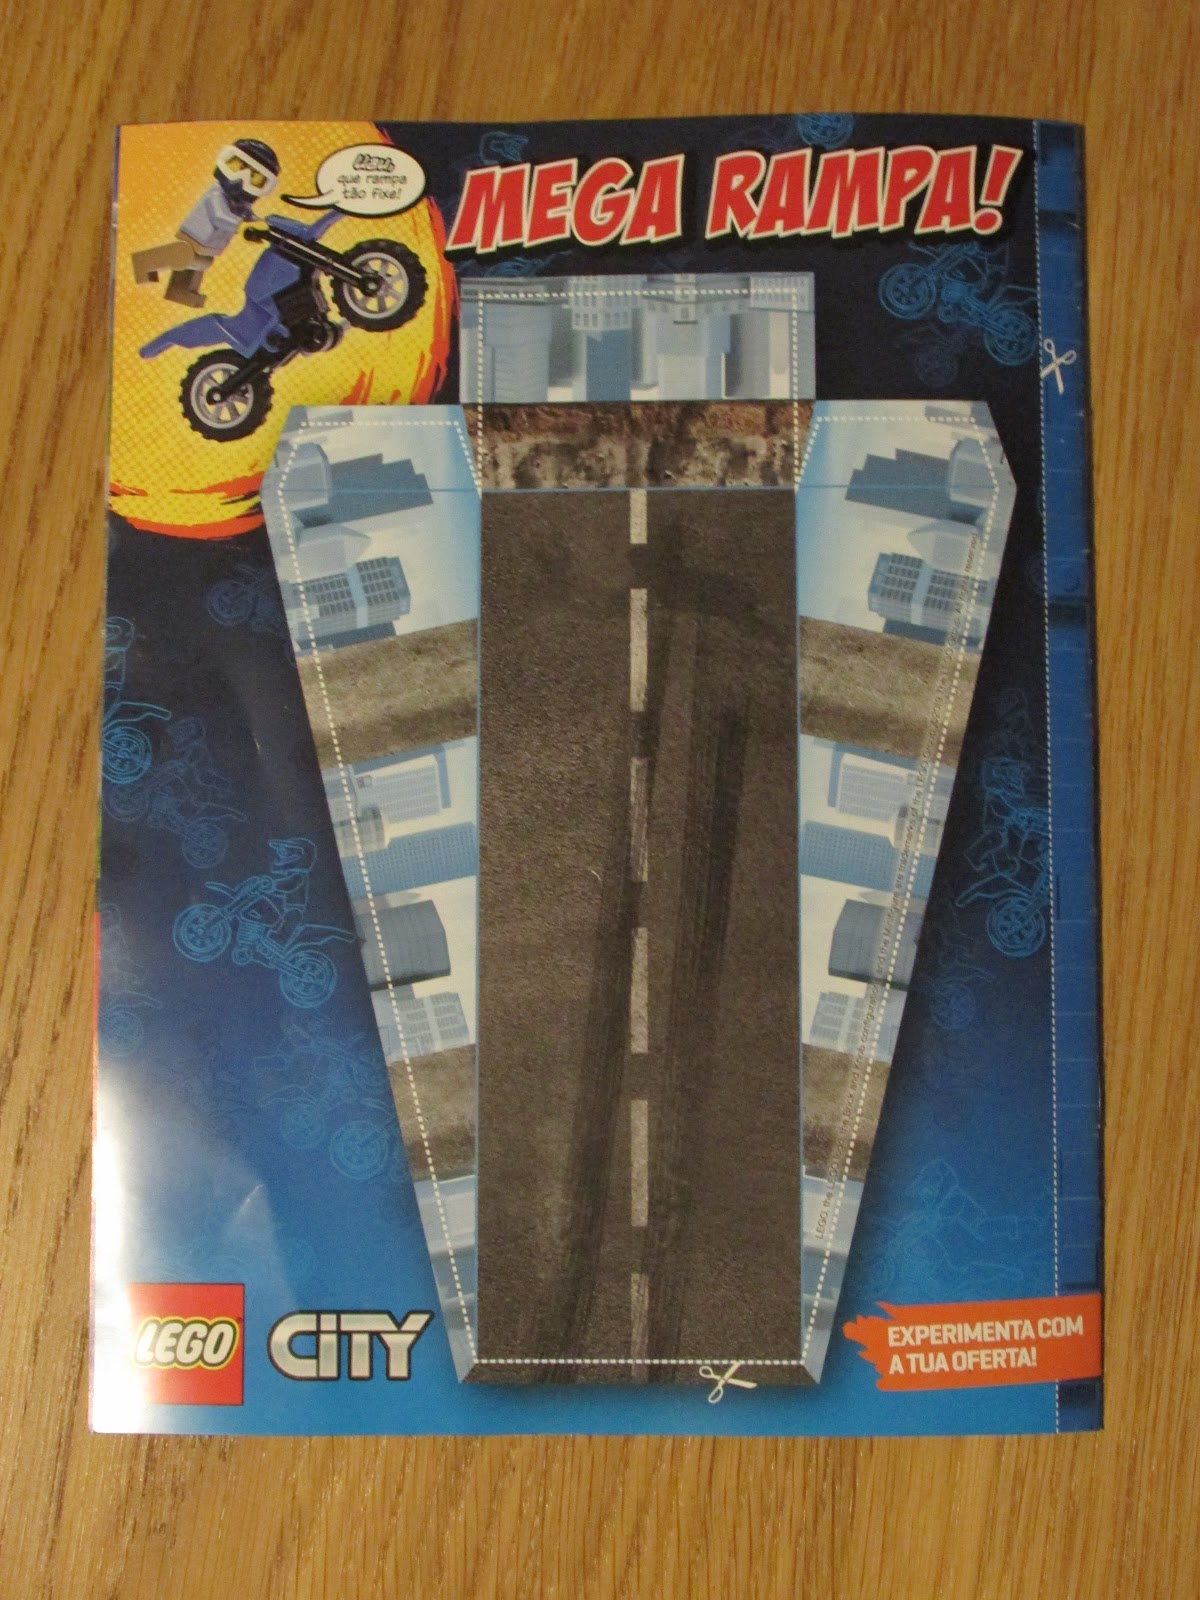 UAU,
que rampa
tão fixe!
MEGA RAMPA!
LEGO
CITY
EXPERIMENTA COM
A TUA OFERTA!